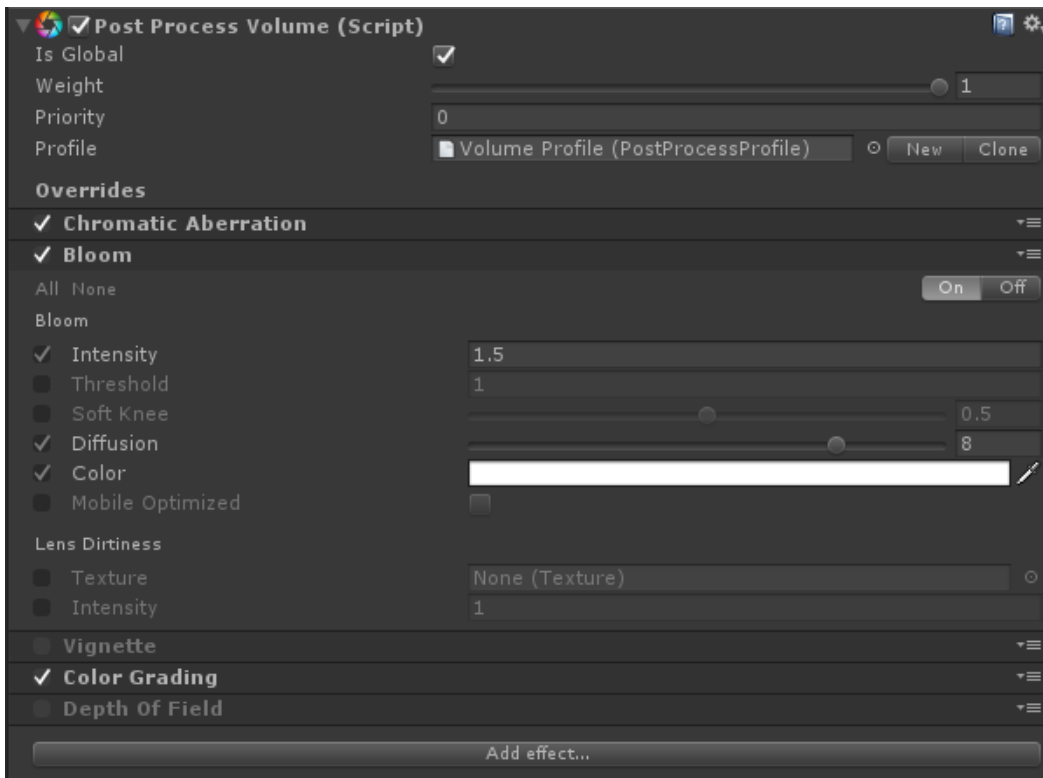 Post Process Volume (Script)
Is Global
Weight 1
Priority 0
Profile Volume Profile (PostProcessProfile) New Clone
Overrides
Chromatic Aberration
Bloom
All None On Off
Bloom
Intensity 1.5
Threshold 1
Soft Knee 0.5
Diffusion 8
Color
Mobile Optimized
Lens Dirtiness
Texture None (Texture)
Intensity 1
Vignette
Color Grading
Depth Of Field
Add effect...